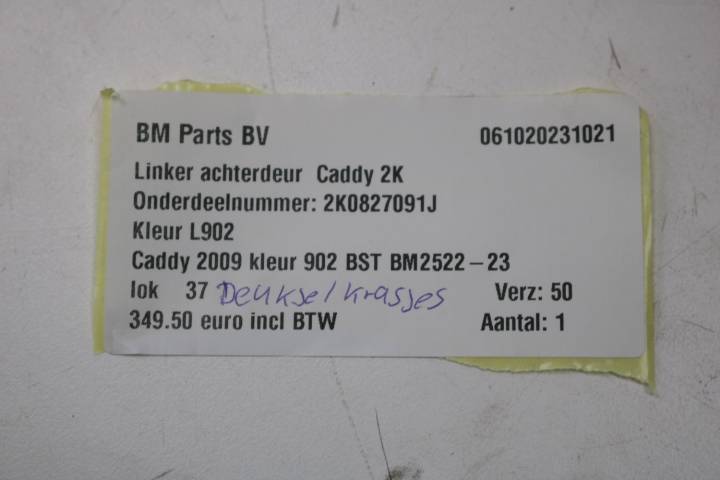 BM Parts BV 061020231021
Linker achterdeur Caddy 2K
Onderdeelnummer: 2K0827091J
Kleur L902
Caddy 2009 kleur 902 BST BM2522-23
lok 37 Deuksel krasjes Verz: 50
349.50 euro incl BTW Aantal: 1